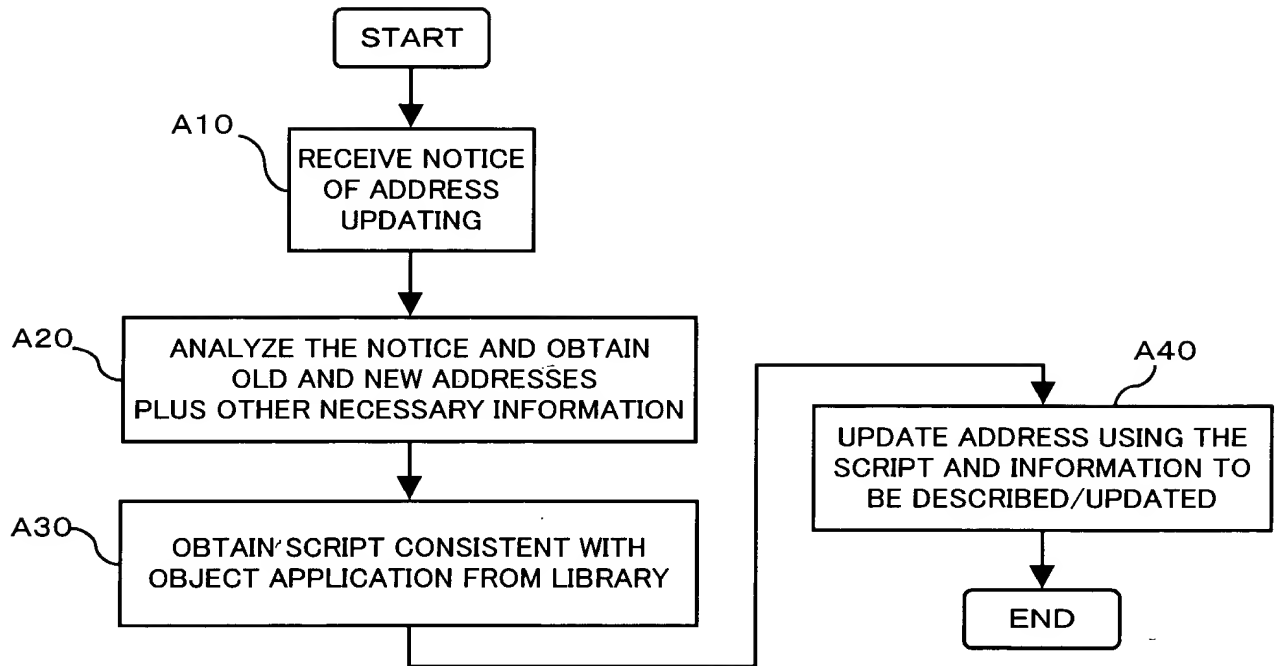 START
A10
RECEIVE NOTICE
OF ADDRESS
UPDATING
A20
ANALYZE THE NOTICE AND OBTAIN
OLD AND NEW ADDRESSES
PLUS OTHER NECESSARY INFORMATION
A30
OBTAIN SCRIPT CONSISTENT WITH
OBJECT APPLICATION FROM LIBRARY
A40
UPDATE ADDRESS USING THE
SCRIPT AND INFORMATION TO
BE DESCRIBED/UPDATED
END